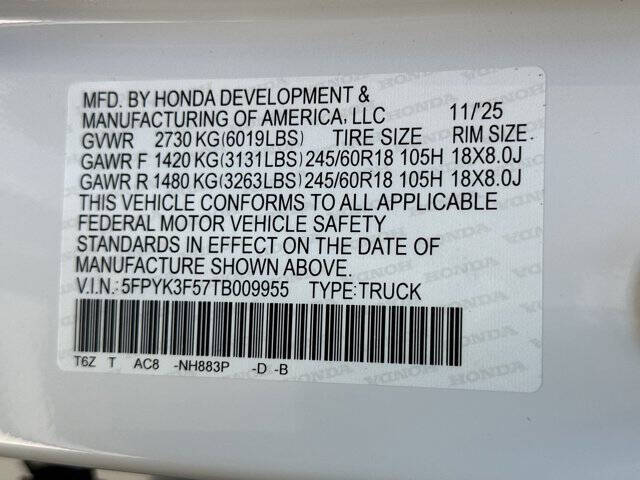 MFD. BY HONDA DEVELOPMENT &
MANUFACTURING OF AMERICA, LLC 11/'25
GVWR 2730 KG(6019LBS) TIRE SIZE RIM SIZE
GAWR F 1420 KG(3131LBS) 245/60R18 105H 18X8.0J
GAWR R 1480 KG(3263LBS) 245/60R18 105H 18X8.0J
THIS VEHICLE CONFORMS TO ALL APPLICABLE
FEDERAL MOTOR VEHICLE SAFETY
STANDARDS IN EFFECT ON THE DATE OF
MANUFACTURE SHOWN ABOVE.
V.I.N.: 5FPYK3F57TB009955 TYPE: TRUCK
T6Z T AC8 -NH883P -D -B